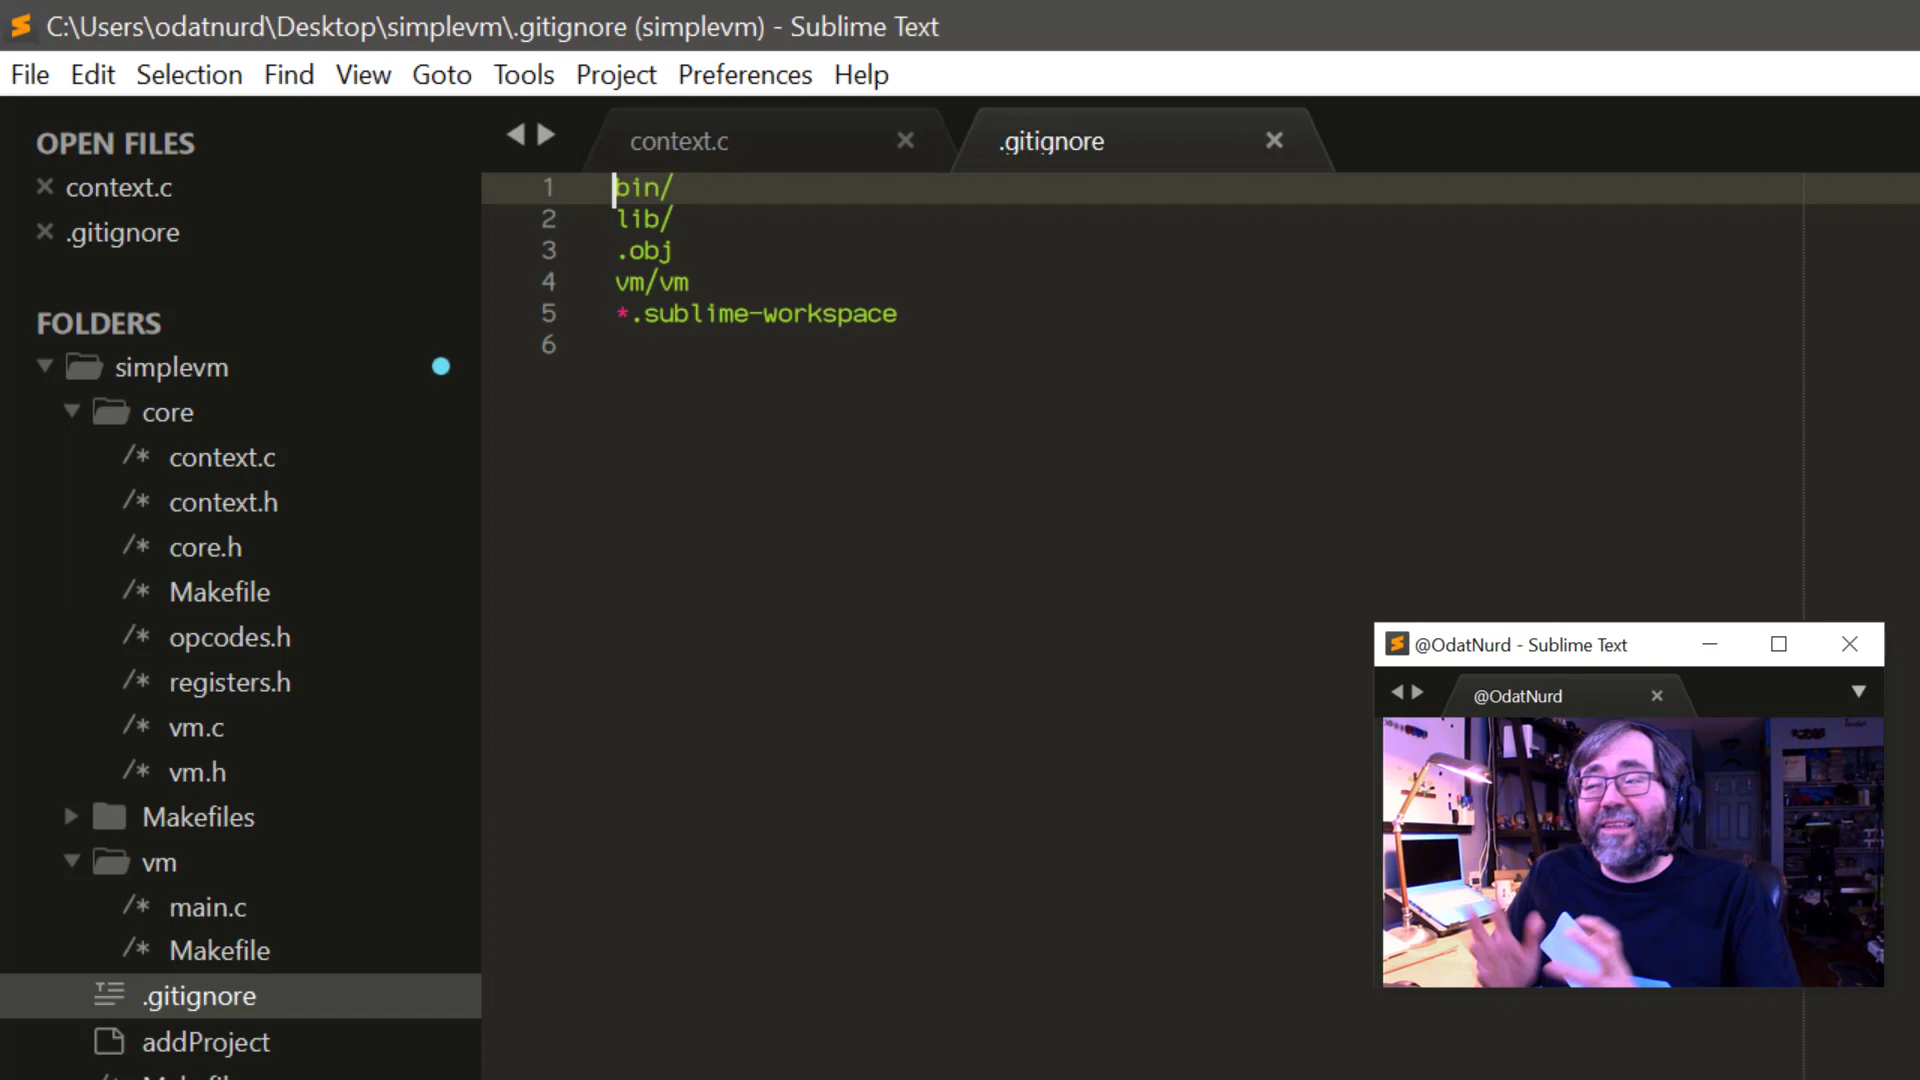 C:\Users\odatnurd\Desktop\simplevm\.gitignore (simplevm) - Sublime Text
File Edit Selection Find View Goto Tools Project Preferences Help
OPEN FILES
context.c
.gitignore
FOLDERS
simplevm
core
/* context.c
/* context.h
/* core.h
/* Makefile
/* opcodes.h
/* registers.h
/* vm.c
/* vm.h
Makefiles
vm
/* main.c
/* Makefile
.gitignore
addProject
context.c
.gitignore
1 bin/
2 lib/
3 .obj
4 vm/vm
5 *.sublime-workspace
6
@OdatNurd - Sublime Text
@OdatNurd